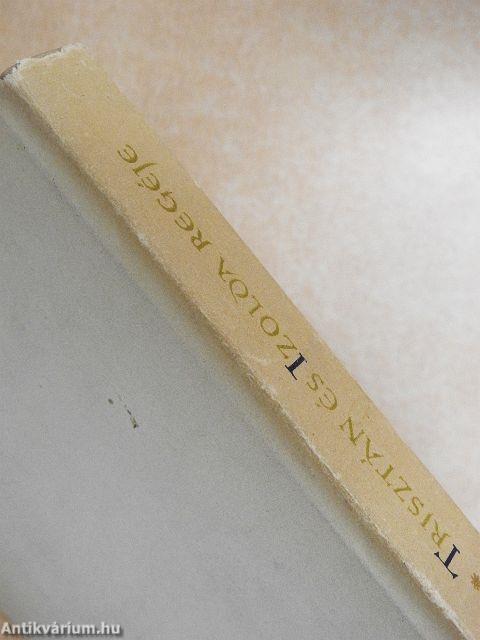 * TRISZTÁN ÉS IZOLDA REGÉJE
Antikvárium.hu